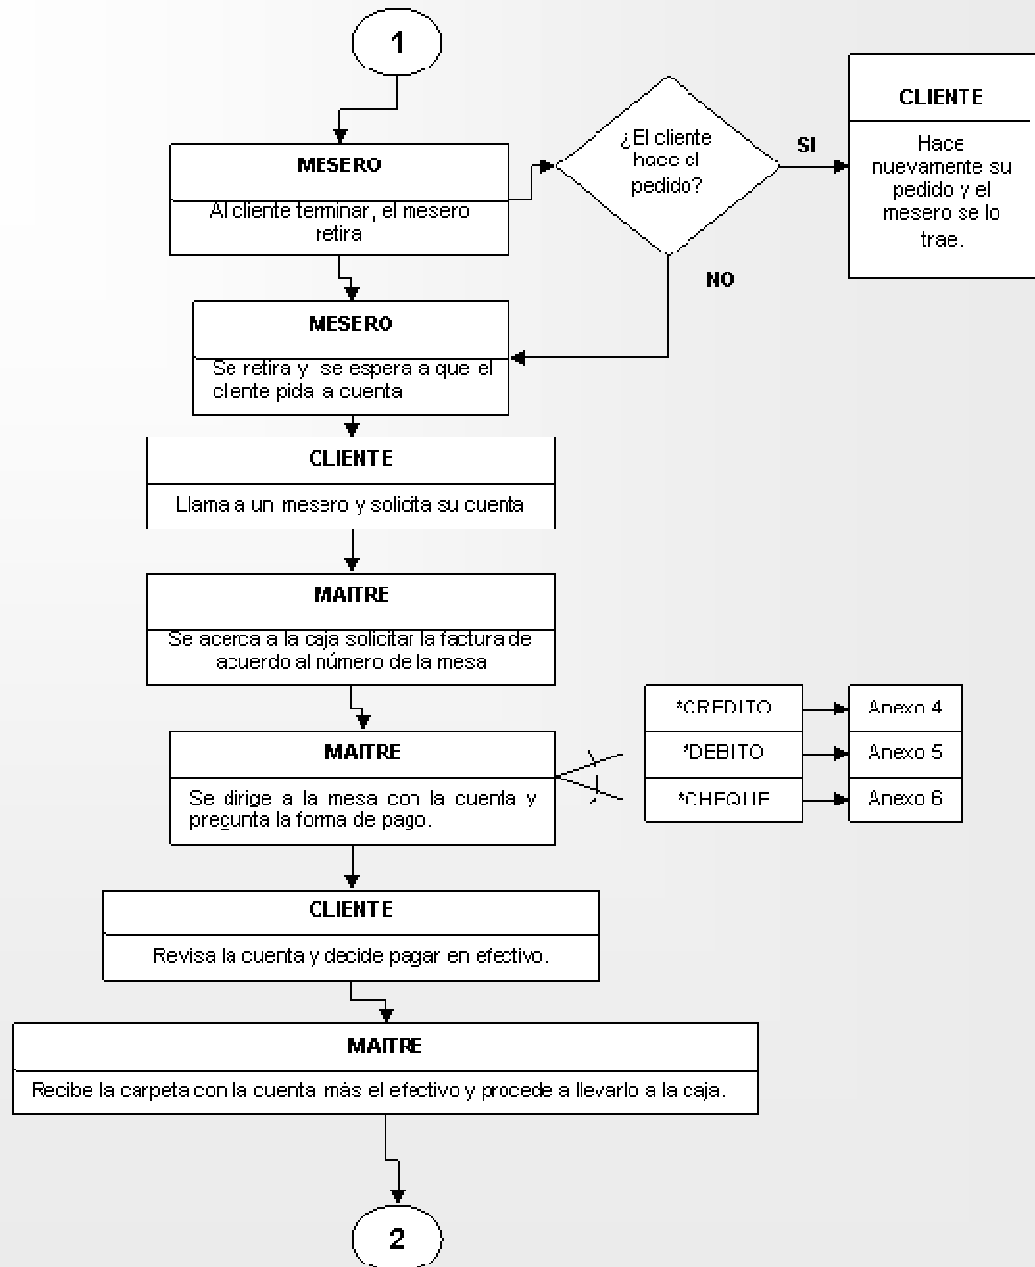 1
MESERO
Al cliente terminar, el mesero
retira
¿El cliente
hace el
pedido?
SI
CLIENTE
Hace
nuevamente su
pedido y el
mesero se lo
trae.
NO
MESERO
Se retira y se espera a que el
cliente pida a cuenta
CLIENTE
Llama a un mesero y solicita su cuenta
MAITRE
Se acerca a la caja solicitar la factura de
acuerdo al número de la mesa
MAITRE
Se dirige a la mesa con la cuenta y
pregunta la forma de pago.
*CREDITO
Anexo 4
*DEBITO
Anexo 5
*CHEQUE
Anexo 6
CLIENTE
Revisa la cuenta y decide pagar en efectivo.
MAITRE
Recibe la carpeta con la cuenta más el efectivo y procede a llevarlo a la caja.
2